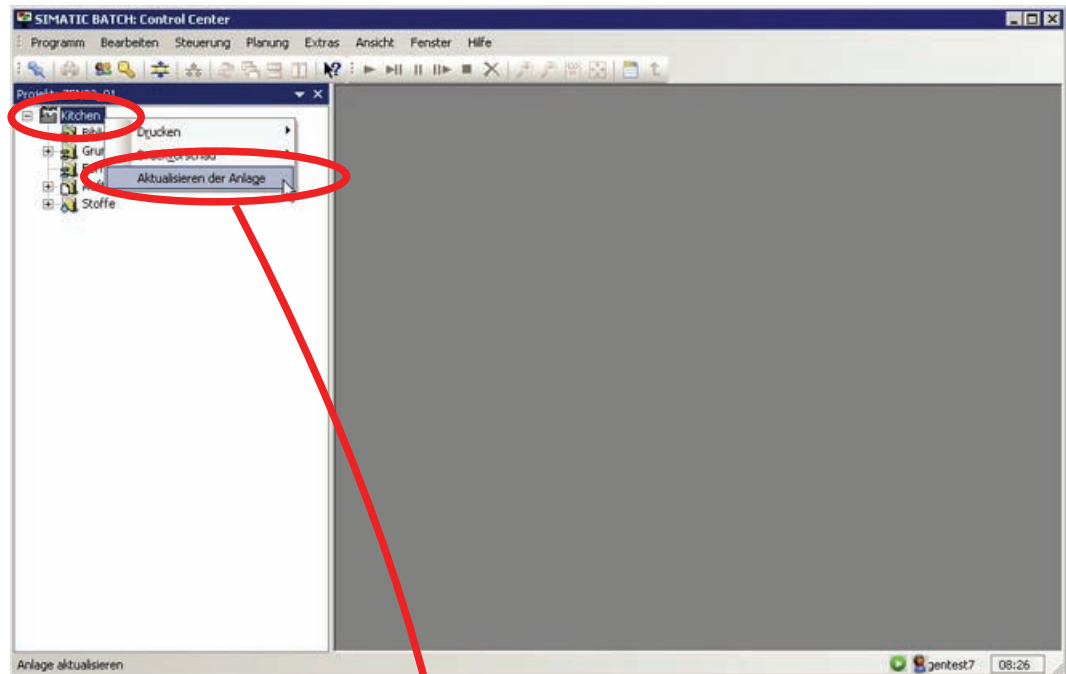 SIMATIC BATCH: Control Center
Programm Bearbeiten Steuerung Planung Extras Ansicht Fenster Hilfe
Kitchen
Drucken
Aktualisieren der Anlage
Stoffe
Anlage aktualisieren
gentest7 08:26